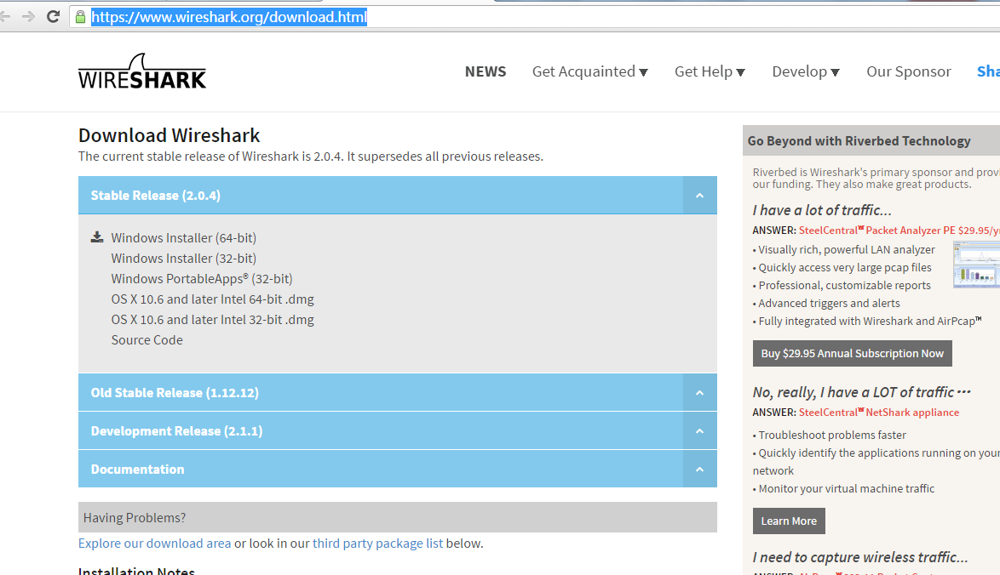 https://www.wireshark.org/download.html
WIRESHARK
NEWS Get Acquainted ▼ Get Help ▼ Develop ▼ Our Sponsor
Download Wireshark
The current stable release of Wireshark is 2.0.4. It supersedes all previous releases.
Stable Release (2.0.4)
Windows Installer (64-bit)
Windows Installer (32-bit)
Windows PortableApps® (32-bit)
OS X 10.6 and later Intel 64-bit .dmg
OS X 10.6 and later Intel 32-bit .dmg
Source Code
Old Stable Release (1.12.12)
Development Release (2.1.1)
Documentation
Having Problems?
Explore our download area or look in our third party package list below.
Installation Notes
Go Beyond with Riverbed Technology
Riverbed is Wireshark's primary sponsor and
our funding. They also make great products.
I have a lot of traffic...
ANSWER: SteelCentral™ Packet Analyzer PE $29.95/
• Visually rich, powerful LAN analyzer
• Quickly access very large pcap files
• Professional, customizable reports
• Advanced triggers and alerts
• Fully integrated with Wireshark and AirPcap™
Buy $29.95 Annual Subscription Now
No, really, I have a LOT of traffic ···
ANSWER: SteelCentral™ NetShark appliance
• Troubleshoot problems faster
• Quickly identify the applications running on your
network
• Monitor your virtual machine traffic
Learn More
I need to capture wireless traffic...